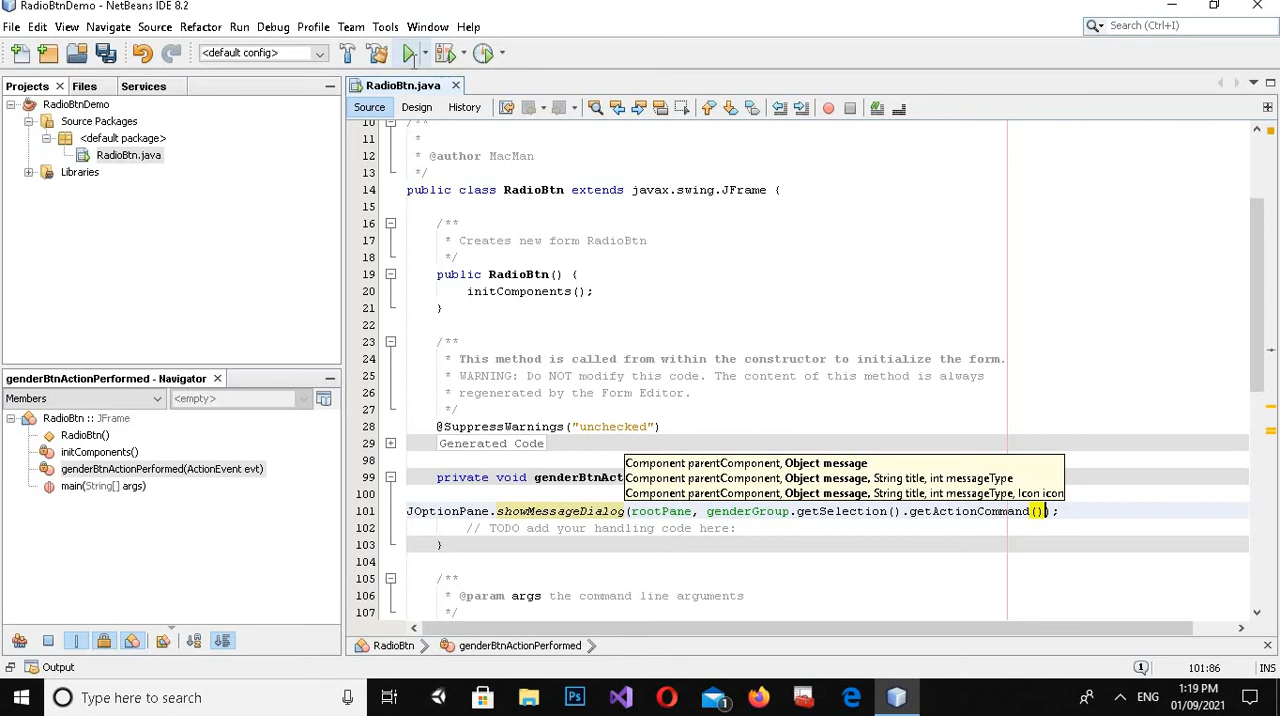 RadioBtnDemo - NetBeans IDE 8.2
File Edit View Navigate Source Refactor Run Debug Profile Team Tools Window Help
Search (Ctrl+I)
<default config>
Projects Files Services
RadioBtnDemo
Source Packages
<default package>
RadioBtn.java
Libraries
genderBtnActionPerformed - Navigator
Members <empty>
RadioBtn :: JFrame
RadioBtn()
initComponents()
genderBtnActionPerformed(ActionEvent evt)
main(String[] args)
RadioBtn.java
Source Design History
10 /**
11 *
12 * @author MacMan
13 */
14 public class RadioBtn extends javax.swing.JFrame {
15
16 /**
17 * Creates new form RadioBtn
18 */
19 public RadioBtn() {
20 initComponents();
21 }
22
23 /**
24 * This method is called from within the constructor to initialize the form.
25 * WARNING: Do NOT modify this code. The content of this method is always
26 * regenerated by the Form Editor.
27 */
28 @SuppressWarnings("unchecked")
29 Generated Code
98
Component parentComponent, Object message
Component parentComponent, Object message, String title, int messageType
Component parentComponent, Object message, String title, int messageType, Icon icon
99 private void genderBtnAct
100
101 JOptionPane.showMessageDialog(rootPane, genderGroup.getSelection().getActionCommand());
102 // TODO add your handling code here:
103 }
104
105 /**
106 * @param args the command line arguments
107 */
RadioBtn genderBtnActionPerformed
Output
1 101:86 INS
Type here to search
Ps
1
ENG
1:19 PM
01/09/2021